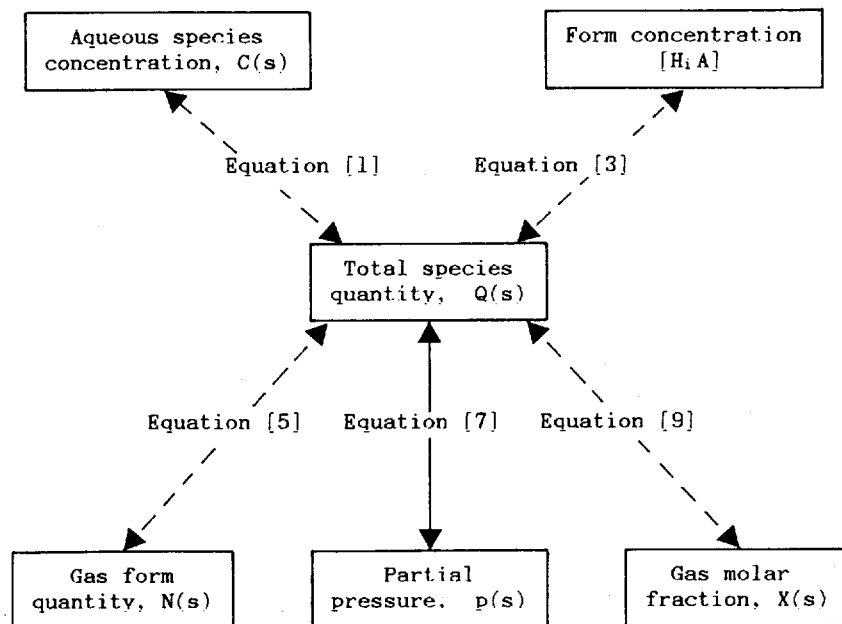 Aqueous species
concentration, C(s)
Form concentration
[HᵢA]
Equation [1]
Equation [3]
Total species
quantity, Q(s)
Equation [5]
Equation [7]
Equation [9]
Gas form
quantity, N(s)
Partial
pressure. p(s)
Gas molar
fraction, X(s)